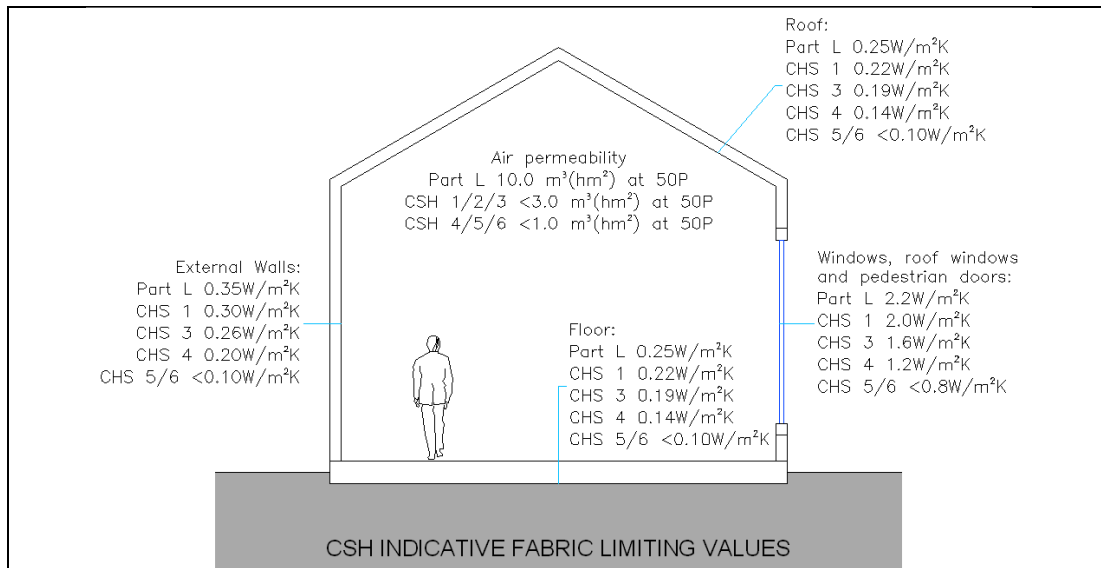 Roof:
Part L 0.25W/m²K
CHS 1 0.22W/m²K
CHS 3 0.19W/m²K
CHS 4 0.14W/m²K
CHS 5/6 <0.10W/m²K
Air permeability
Part L 10.0 m³(hm²) at 50P
CSH 1/2/3 <3.0 m³(hm²) at 50P
CSH 4/5/6 <1.0 m³(hm²) at 50P
External Walls:
Part L 0.35W/m²K
CHS 1 0.30W/m²K
CHS 3 0.26W/m²K
CHS 4 0.20W/m²K
CHS 5/6 <0.10W/m²K
Floor:
Part L 0.25W/m²K
CHS 1 0.22W/m²K
CHS 3 0.19W/m²K
CHS 4 0.14W/m²K
CHS 5/6 <0.10W/m²K
Windows, roof windows
and pedestrian doors:
Part L 2.2W/m²K
CHS 1 2.0W/m²K
CHS 3 1.6W/m²K
CHS 4 1.2W/m²K
CHS 5/6 <0.8W/m²K
CSH INDICATIVE FABRIC LIMITING VALUES